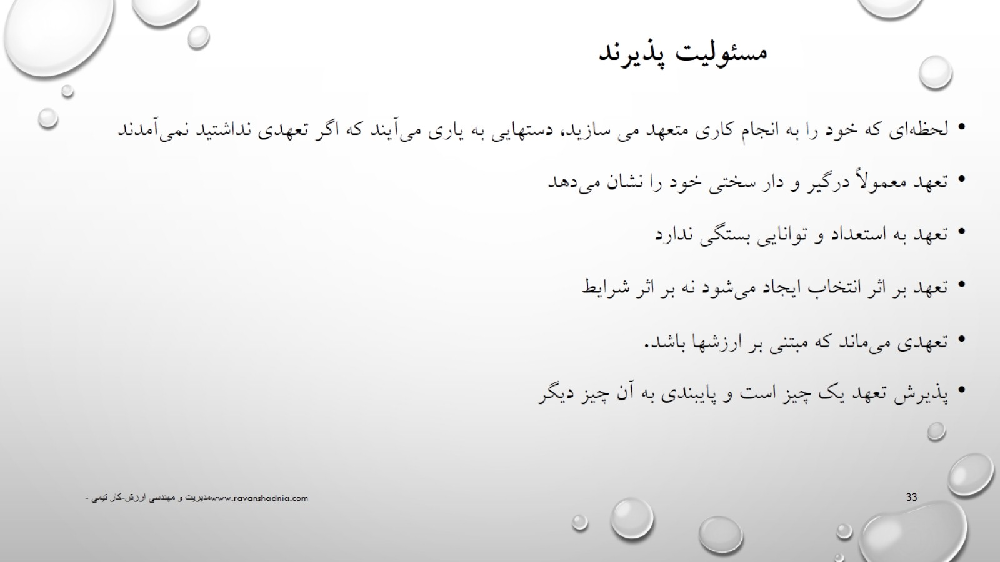 مسئولیت پذیرند
• لحظه‌ای که خود را به انجام کاری متعهد می سازید، دستهایی به یاری می‌آیند که اگر تعهدی نداشتید نمی‌آمدند
• تعهد معمولاً درگیر و دار سختی خود را نشان می‌دهد
• تعهد به استعداد و توانایی بستگی ندارد
• تعهد بر اثر انتخاب ایجاد می‌شود نه بر اثر شرایط
• تعهدی می‌ماند که مبتنی بر ارزشها باشد.
• پذیرش تعهد یک چیز است و پایبندی به آن چیز دیگر
مدیریت و مهندسی ارزش-کار تیمی - www.ravanshadnia.com
33